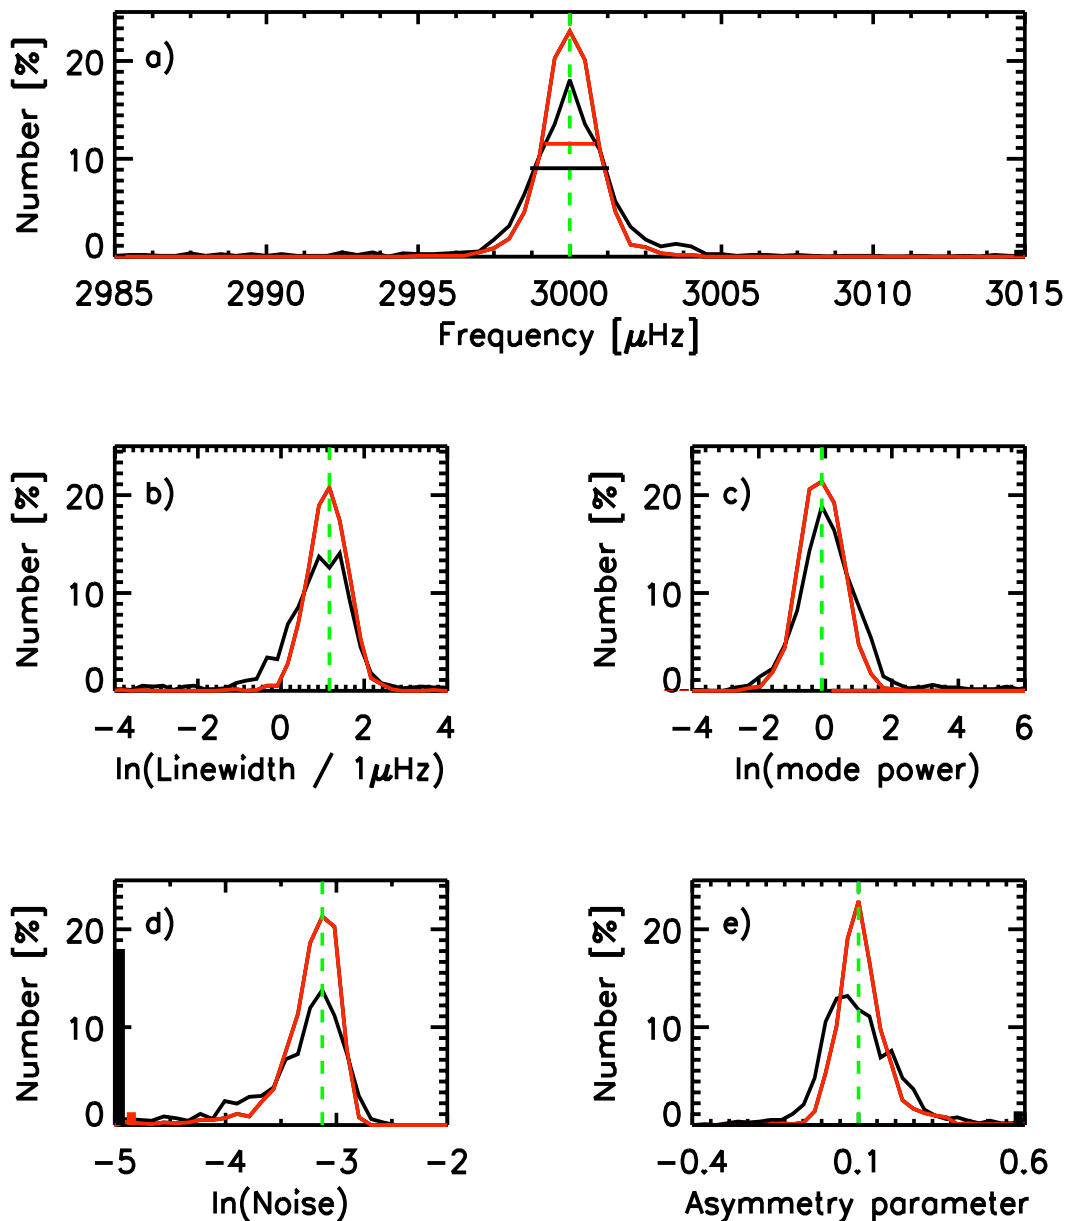 a)
Number [%]
20
10
0
2985 2990 2995 3000 3005 3010 3015
Frequency [μHz]
b)
Number [%]
20
10
0
−4 −2 0 2 4
ln(Linewidth / 1μHz)
c)
Number [%]
20
10
0
−4 −2 0 2 4 6
ln(mode power)
d)
Number [%]
20
10
0
−5 −4 −3 −2
ln(Noise)
e)
Number [%]
20
10
0
−0.4 0.1 0.6
Asymmetry parameter